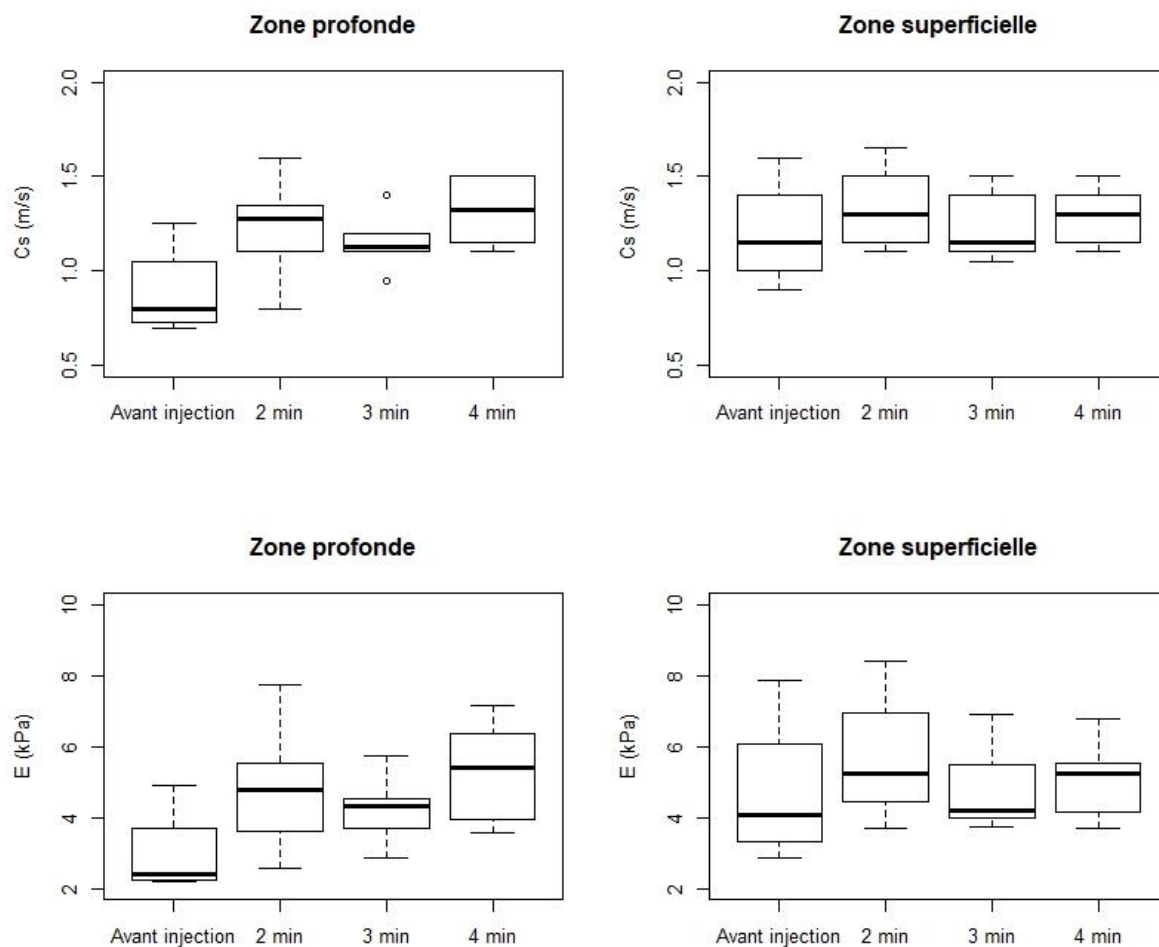 Zone profonde
Cs (m/s)
2.0
1.5
1.0
0.5
Avant injection 2 min 3 min 4 min
Zone superficielle
Cs (m/s)
2.0
1.5
1.0
0.5
Avant injection 2 min 3 min 4 min
Zone profonde
E (kPa)
10
8
6
4
2
Avant injection 2 min 3 min 4 min
Zone superficielle
E (kPa)
10
8
6
4
2
Avant injection 2 min 3 min 4 min